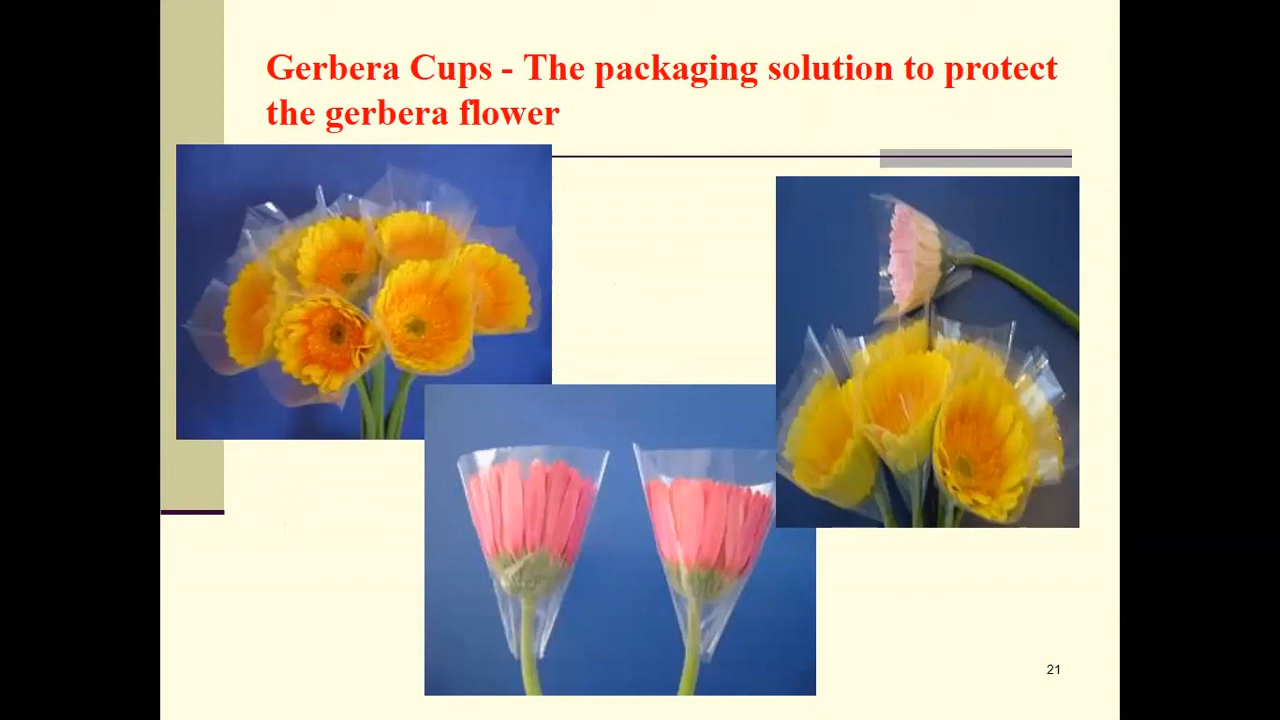 Gerbera Cups - The packaging solution to protect
the gerbera flower
21